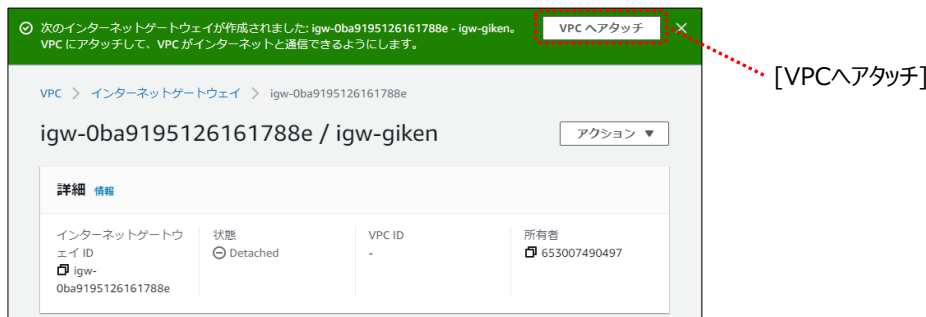 次のインターネットゲートウェイが作成されました: igw-0ba9195126161788e - igw-giken。
VPC にアタッチして、VPC がインターネットと通信できるようにします。
VPC へアタッチ
[VPCへアタッチ]
VPC > インターネットゲートウェイ > igw-0ba9195126161788e
igw-0ba9195126161788e / igw-giken
アクション ▼
詳細 情報
インターネットゲートウ
ェイ ID
igw-
0ba9195126161788e
状態
Detached
VPC ID
-
所有者
653007490497